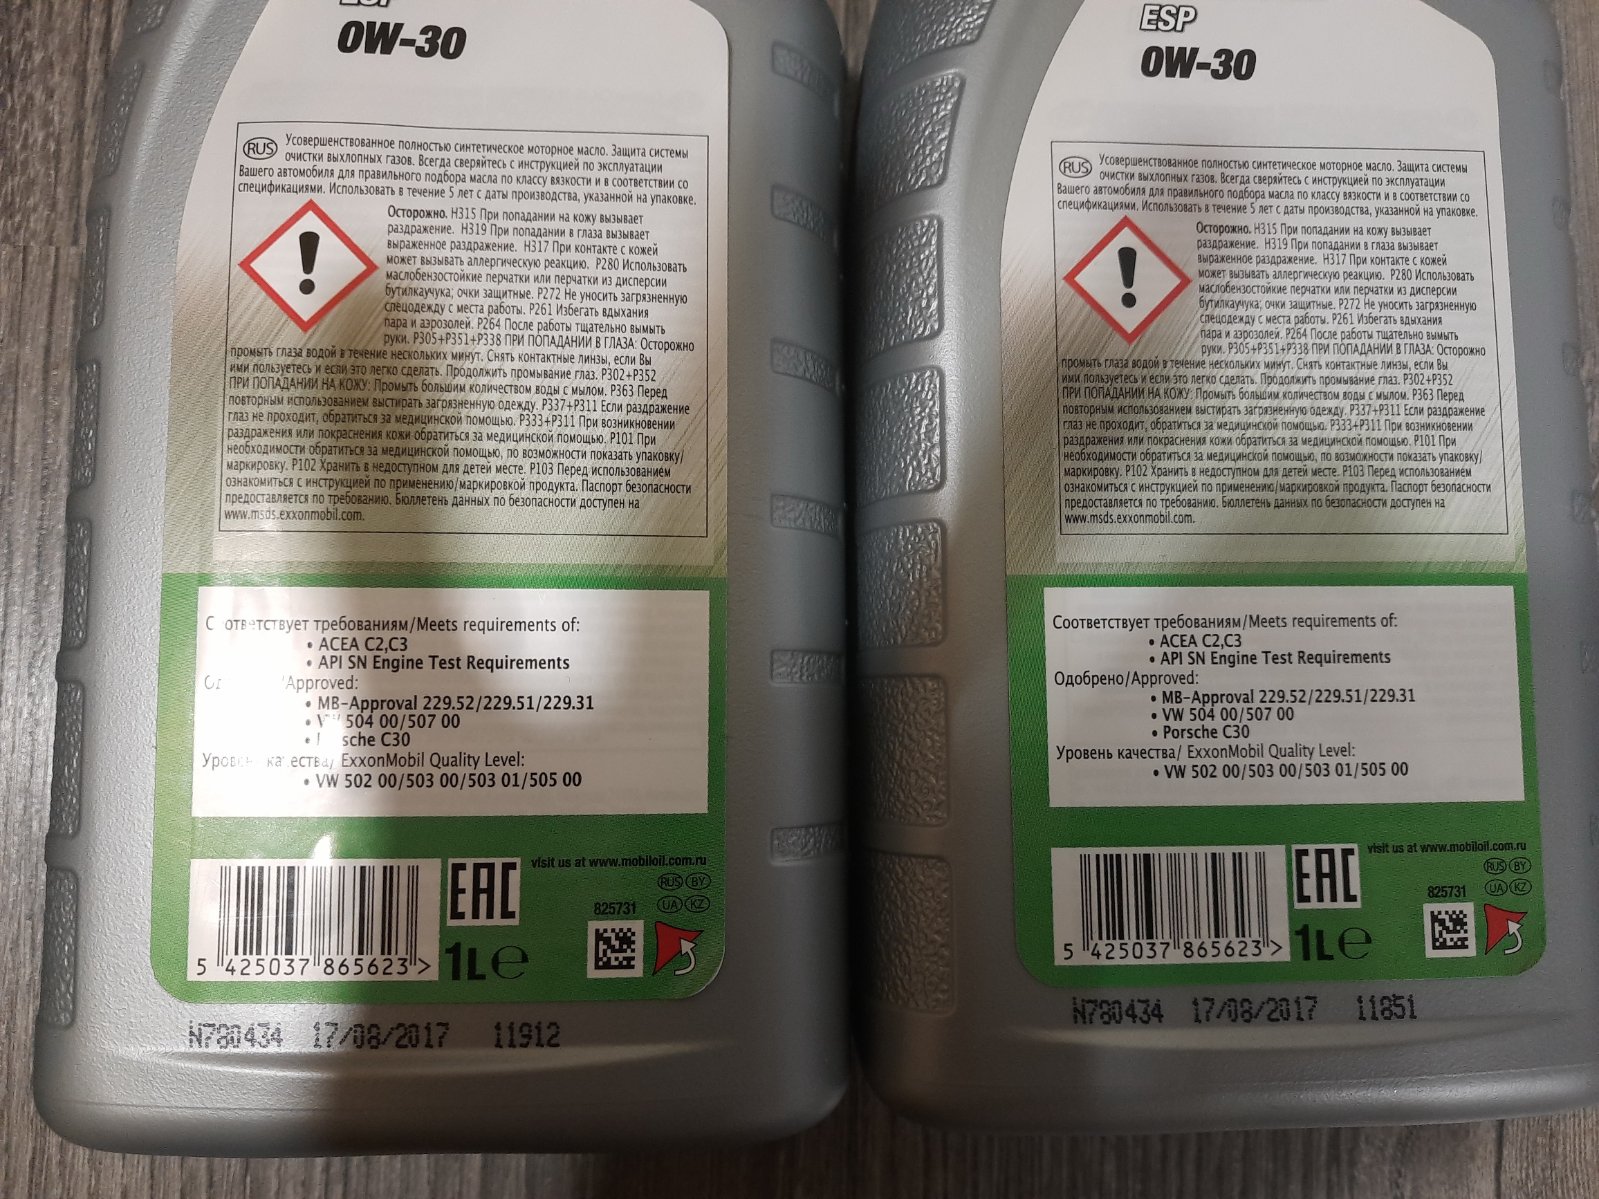 ESP
0W-30
RUS
Усовершенствованное полностью синтетическое моторное масло. Защита системы
очистки выхлопных газов. Всегда сверяйтесь с инструкцией по эксплуатации
Вашего автомобиля для правильного подбора масла по классу вязкости и в соответствии со
спецификациями. Использовать в течение 5 лет с даты производства, указанной на упаковке.
Осторожно. H315 При попадании на кожу вызывает
раздражение. H319 При попадании в глаза вызывает
выраженное раздражение. H317 При контакте с кожей
может вызывать аллергическую реакцию. P280 Использовать
маслобензостойкие перчатки или перчатки из дисперсии
бутилкаучука; очки защитные. P272 Не уносить загрязненную
спецодежду с места работы. P261 Избегать вдыхания
пара и аэрозолей. P264 После работы тщательно вымыть
руки. P305+P351+P338 ПРИ ПОПАДАНИИ В ГЛАЗА: Осторожно
промыть глаза водой в течение нескольких минут. Снять контактные линзы, если Вы
ими пользуетесь и если это легко сделать. Продолжить промывание глаз. P302+P352
ПРИ ПОПАДАНИИ НА КОЖУ: Промыть большим количеством воды с мылом. P363 Перед
повторным использованием выстирать загрязненную одежду. P337+P311 Если раздражение
глаз не проходит, обратиться за медицинской помощью. P333+P311 При возникновении
раздражения или покраснения кожи обратиться за медицинской помощью. P101 При
необходимости обратиться за медицинской помощью, по возможности показать упаковку/
маркировку. P102 Хранить в недоступном для детей месте. P103 Перед использованием
ознакомиться с инструкцией по применению/маркировкой продукта. Паспорт безопасности
предоставляется по требованию. Бюллетень данных по безопасности доступен на
www.msds.exxonmobil.com.
Соответствует требованиям/Meets requirements of:
• ACEA C2,C3
• API SN Engine Test Requirements
/Approved:
• MB-Approval 229.52/229.51/229.31
• VW 504 00/507 00
• Porsche C30
Уровень качества/ ExxonMobil Quality Level:
• VW 502 00/503 00/503 01/505 00
visit us at www.mobiloil.com.ru
EAC
RUS BY
UA KZ
825731
5 425037 865623 >
1L e
N780434 17/08/2017 11912
ESP
0W-30
RUS
Усовершенствованное полностью синтетическое моторное масло. Защита системы
очистки выхлопных газов. Всегда сверяйтесь с инструкцией по эксплуатации
Вашего автомобиля для правильного подбора масла по классу вязкости и в соответствии со
спецификациями. Использовать в течение 5 лет с даты производства, указанной на упаковке.
Осторожно. H315 При попадании на кожу вызывает
раздражение. H319 При попадании в глаза вызывает
выраженное раздражение. H317 При контакте с кожей
может вызывать аллергическую реакцию. P280 Использовать
маслобензостойкие перчатки или перчатки из дисперсии
бутилкаучука; очки защитные. P272 Не уносить загрязненную
спецодежду с места работы. P261 Избегать вдыхания
пара и аэрозолей. P264 После работы тщательно вымыть
руки. P305+P351+P338 ПРИ ПОПАДАНИИ В ГЛАЗА: Осторожно
промыть глаза водой в течение нескольких минут. Снять контактные линзы, если Вы
ими пользуетесь и если это легко сделать. Продолжить промывание глаз. P302+P352
ПРИ ПОПАДАНИИ НА КОЖУ: Промыть большим количеством воды с мылом. P363 Перед
повторным использованием выстирать загрязненную одежду. P337+P311 Если раздражение
глаз не проходит, обратиться за медицинской помощью. P333+P311 При возникновении
раздражения или покраснения кожи обратиться за медицинской помощью. P101 При
необходимости обратиться за медицинской помощью, по возможности показать упаковку/
маркировку. P102 Хранить в недоступном для детей месте. P103 Перед использованием
ознакомиться с инструкцией по применению/маркировкой продукта. Паспорт безопасности
предоставляется по требованию. Бюллетень данных по безопасности доступен на
www.msds.exxonmobil.com.
Соответствует требованиям/Meets requirements of:
• ACEA C2,C3
• API SN Engine Test Requirements
Одобрено/Approved:
• MB-Approval 229.52/229.51/229.31
• VW 504 00/507 00
• Porsche C30
Уровень качества/ ExxonMobil Quality Level:
• VW 502 00/503 00/503 01/505 00
visit us at www.mobiloil.com.ru
EAC
RUS BY
UA KZ
825731
5 425037 865623 >
1L e
N780434 17/08/2017 11851